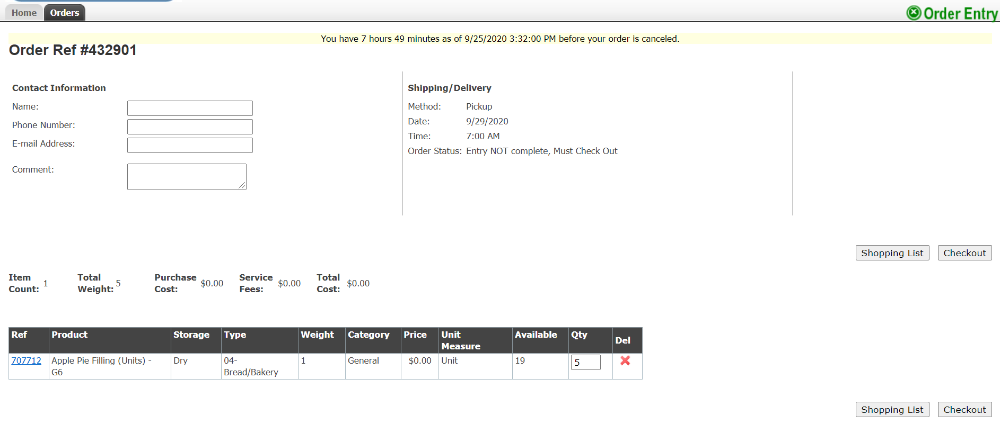 Home Orders Order Entry
You have 7 hours 49 minutes as of 9/25/2020 3:32:00 PM before your order is canceled.
Order Ref #432901
Contact Information
Name:
Phone Number:
E-mail Address:
Comment:
Shipping/Delivery
Method: Pickup
Date: 9/29/2020
Time: 7:00 AM
Order Status: Entry NOT complete, Must Check Out
Shopping List Checkout
Item Count: 1 Total Weight: 5 Purchase Cost: $0.00 Service Fees: $0.00 Total Cost: $0.00
Ref Product Storage Type Weight Category Price Unit Measure Available Qty Del
707712 Apple Pie Filling (Units) - G6 Dry 04-Bread/Bakery 1 General $0.00 Unit 19 5
Shopping List Checkout